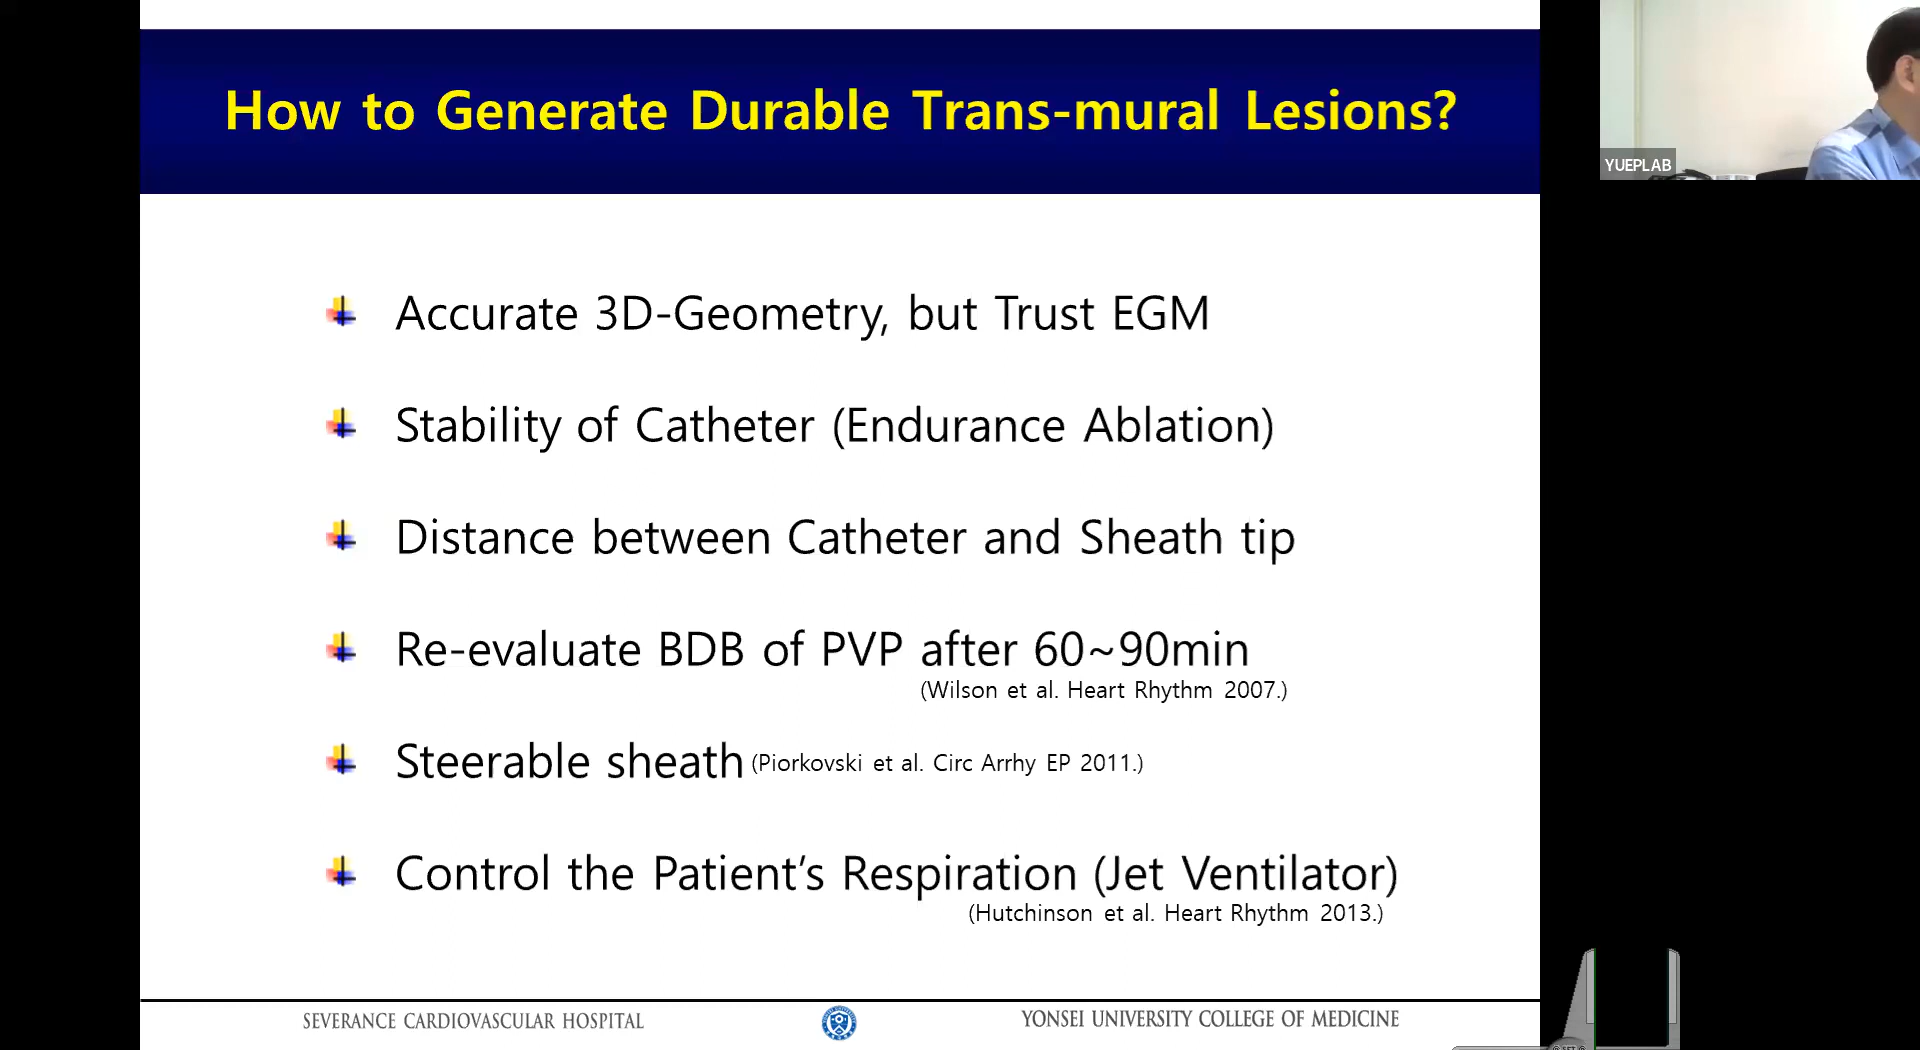 How to Generate Durable Trans-mural Lesions?
YUEPLAB
Accurate 3D-Geometry, but Trust EGM
Stability of Catheter (Endurance Ablation)
Distance between Catheter and Sheath tip
Re-evaluate BDB of PVP after 60~90min
(Wilson et al. Heart Rhythm 2007.)
Steerable sheath (Piorkovski et al. Circ Arrhy EP 2011.)
Control the Patient’s Respiration (Jet Ventilator)
(Hutchinson et al. Heart Rhythm 2013.)
SEVERANCE CARDIOVASCULAR HOSPITAL
YONSEI UNIVERSITY COLLEGE OF MEDICINE